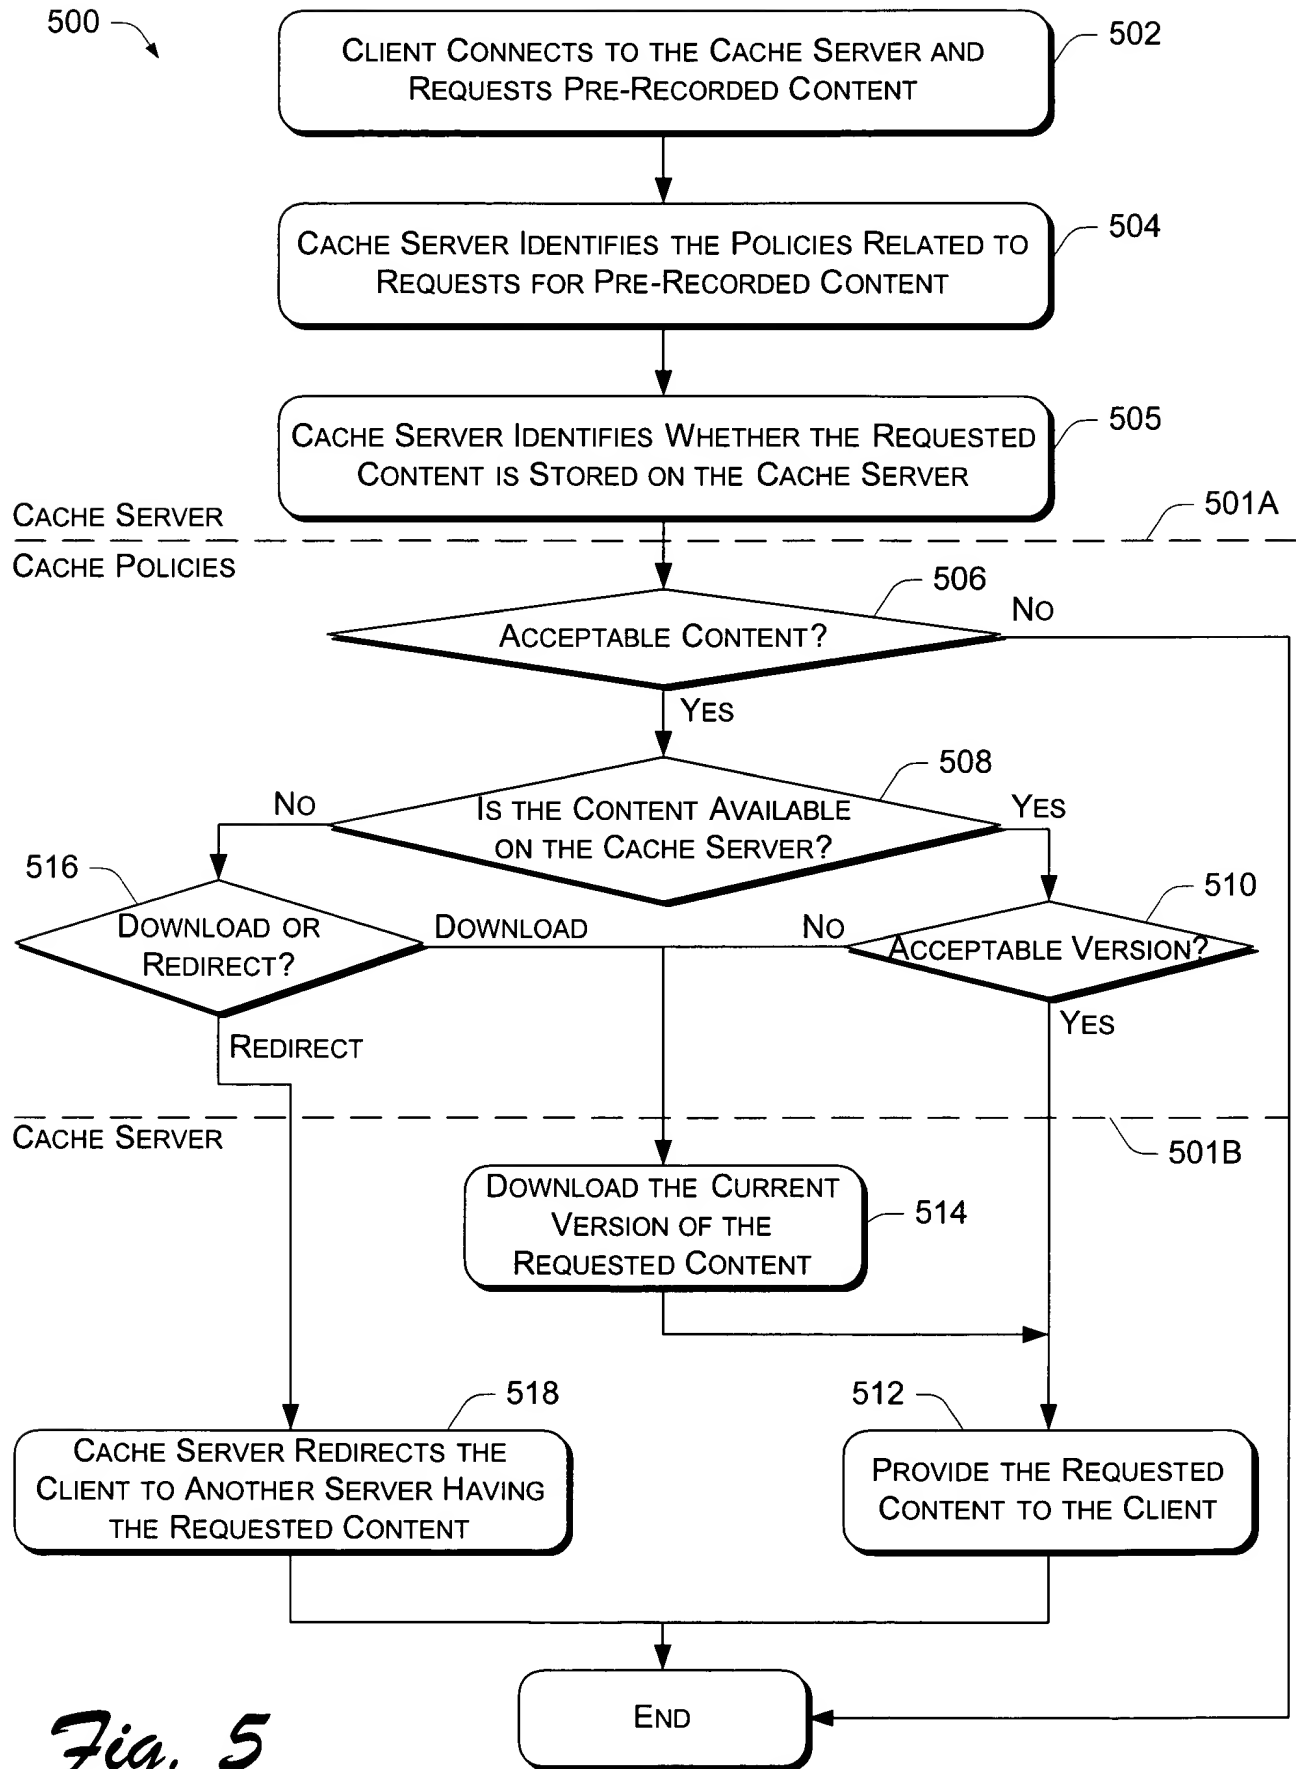 500
CLIENT CONNECTS TO THE CACHE SERVER AND
REQUESTS PRE-RECORDED CONTENT
502
CACHE SERVER IDENTIFIES THE POLICIES RELATED TO
REQUESTS FOR PRE-RECORDED CONTENT
504
CACHE SERVER IDENTIFIES WHETHER THE REQUESTED
CONTENT IS STORED ON THE CACHE SERVER
505
CACHE SERVER
501A
CACHE POLICIES
506
ACCEPTABLE CONTENT?
NO
YES
508
IS THE CONTENT AVAILABLE
ON THE CACHE SERVER?
NO
YES
516
DOWNLOAD OR
REDIRECT?
DOWNLOAD
REDIRECT
510
NO
ACCEPTABLE VERSION?
YES
CACHE SERVER
501B
DOWNLOAD THE CURRENT
VERSION OF THE
REQUESTED CONTENT
514
518
CACHE SERVER REDIRECTS THE
CLIENT TO ANOTHER SERVER HAVING
THE REQUESTED CONTENT
512
PROVIDE THE REQUESTED
CONTENT TO THE CLIENT
END
Fig. 5